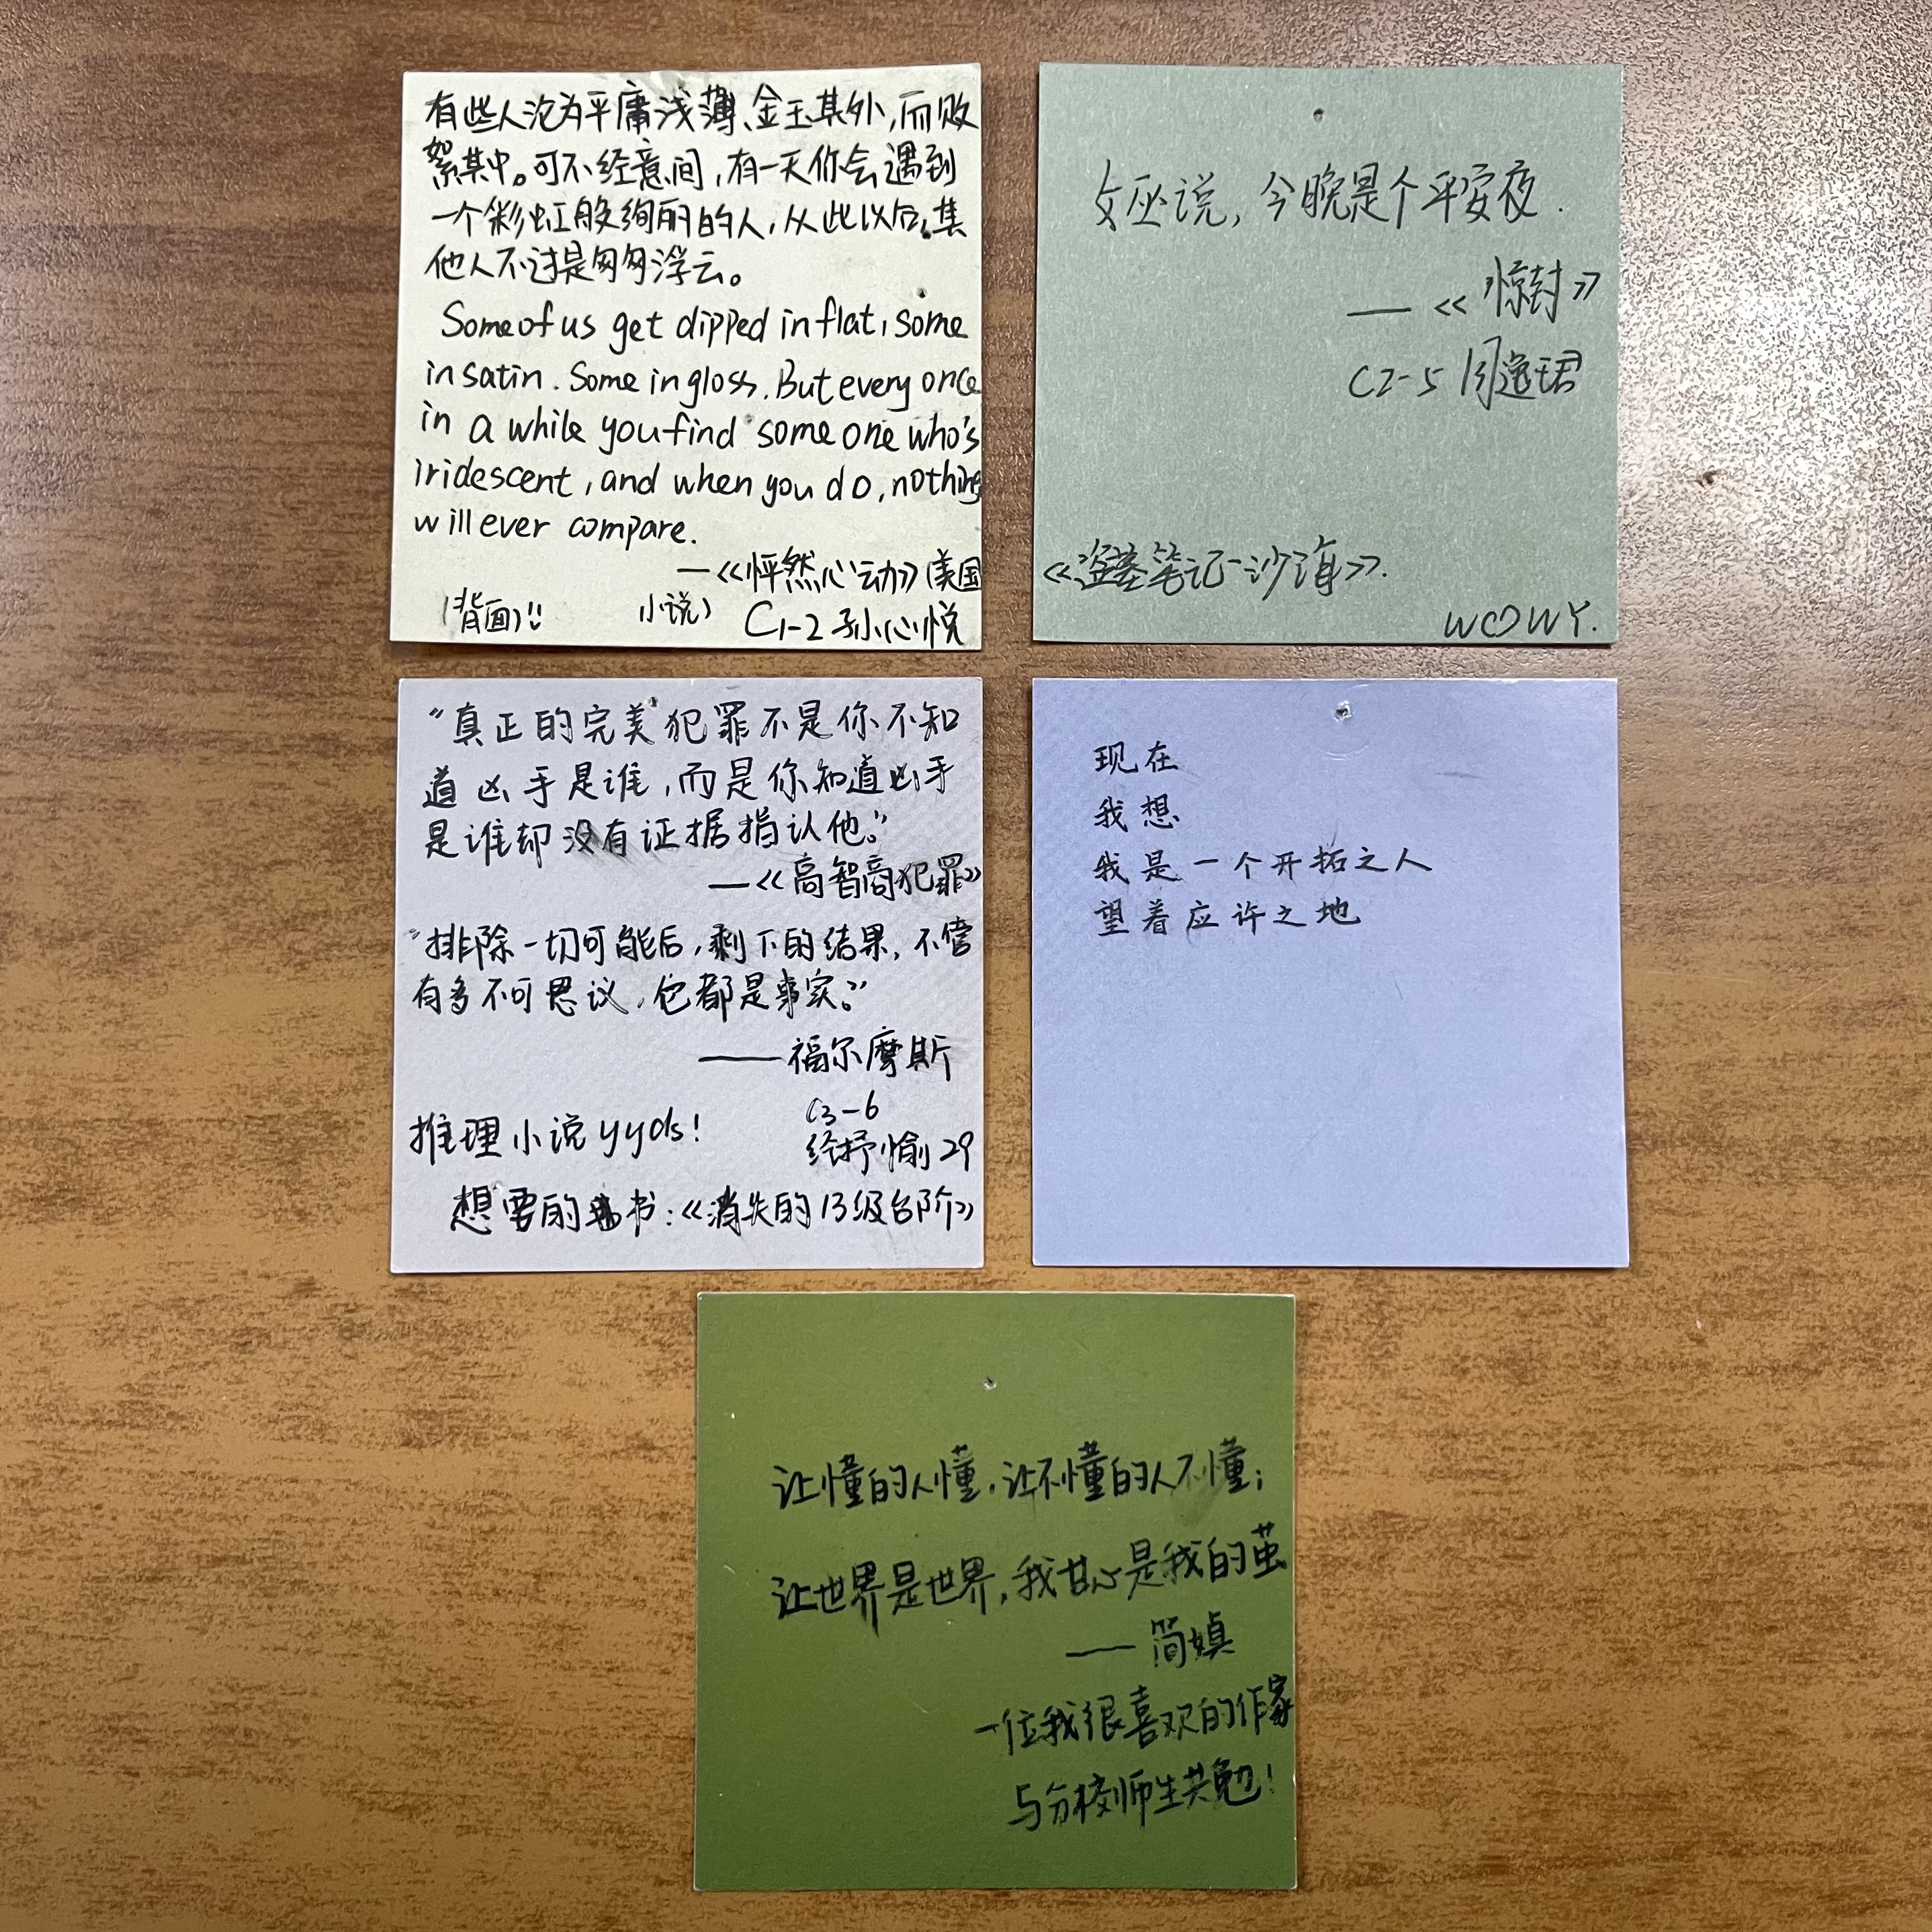 有些人沦为平庸浅薄、金玉其外，而败
絮其中。可不经意间，有一天你会遇到
一个彩虹般绚丽的人，从此以后，其
他人不过是匆匆浮云。
Some of us get dipped in flat, some
in satin. Some in gloss. But every once
in a while you find someone who's
iridescent, and when you do, nothing
will ever compare.
—《怦然心动》(美国
小说)
(背面)!!
C1-2 孙心悦
女巫说，今晚是个平安夜.
—《惊封》
C2-5 闫逸珺
《盗墓笔记-沙海》.
WOWY.
“真正的完美犯罪不是你不知
道凶手是谁，而是你知道凶手
是谁却没有证据指认他。”
—《高智商犯罪》
“排除一切可能后，剩下的结果，不管
有多不可思议，它都是事实。”
——福尔摩斯
推理小说yyds!
C3-6
经抒愉29
想要的书：《消失的13级台阶》
现在
我想
我是一个开拓之人
望着应许之地
让懂的人懂，让不懂的人不懂；
让世界是世界，我甘心是我的茧
——简媜
一位我很喜欢的作家
与分校师生共勉！